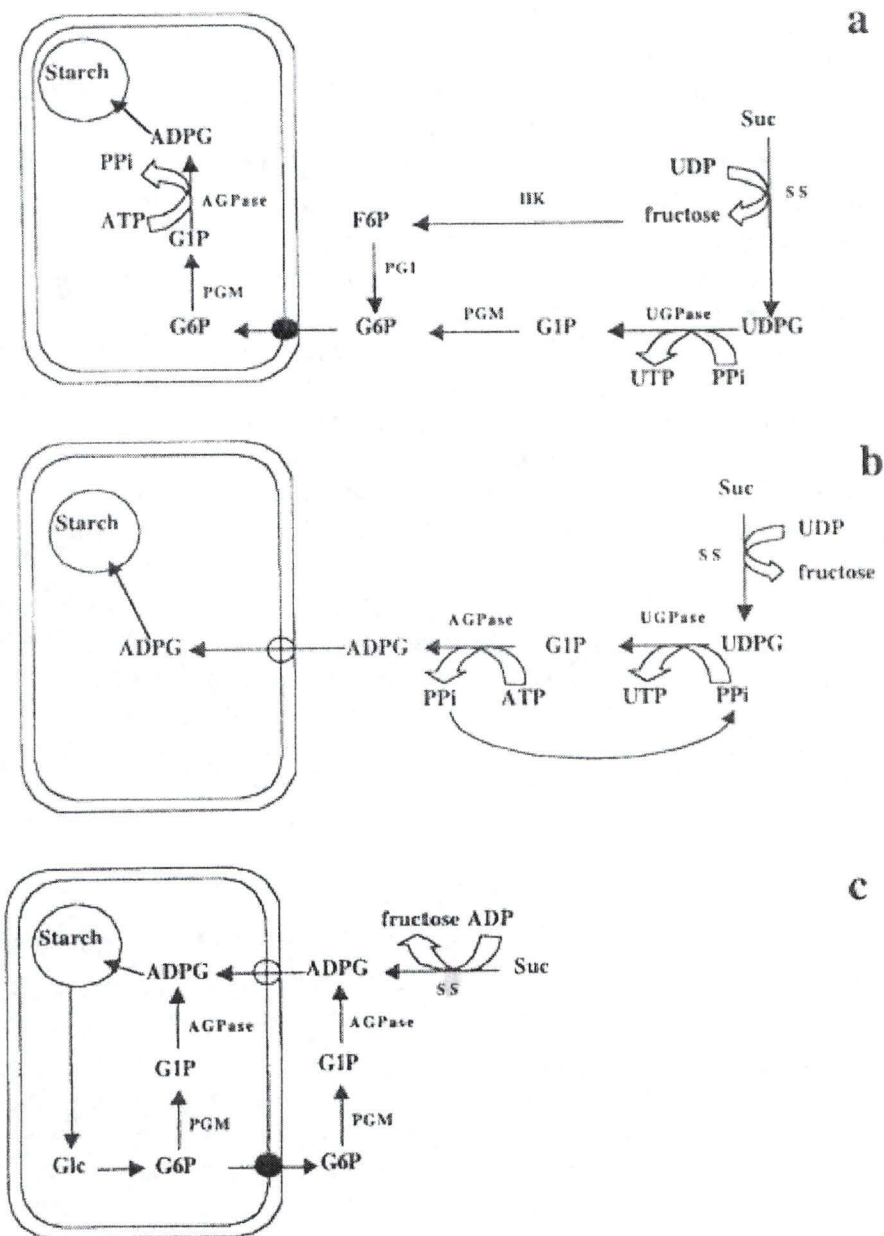 a
Starch
ADPG
PPi
AGPase
ATP
G1P
PGM
G6P
Suc
UDP
SS
fructose
HK
F6P
PGI
G6P
PGM
G1P
UGPase
UDPG
UTP PPi
b
Suc
UDP
SS
fructose
Starch
ADPG
ADPG
AGPase
G1P
UGPase
UDPG
PPi ATP
UTP PPi
c
fructose ADP
Starch
ADPG
ADPG
SS
Suc
AGPase
AGPase
G1P
G1P
PGM
PGM
Glc
G6P
G6P